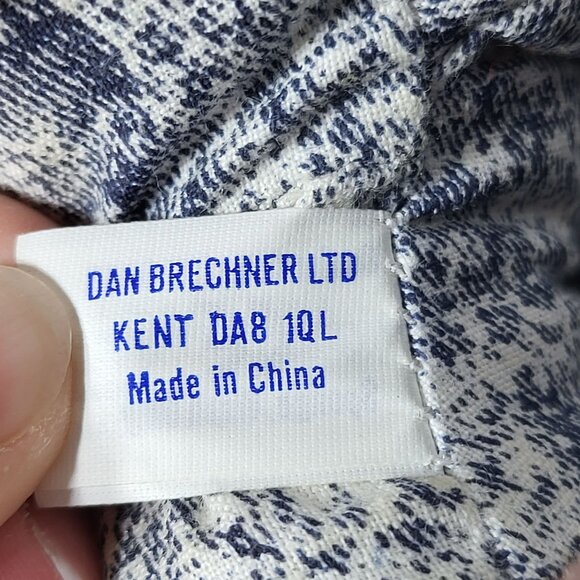 DAN BRECHNER LTD
KENT DA8 1QL
Made in China